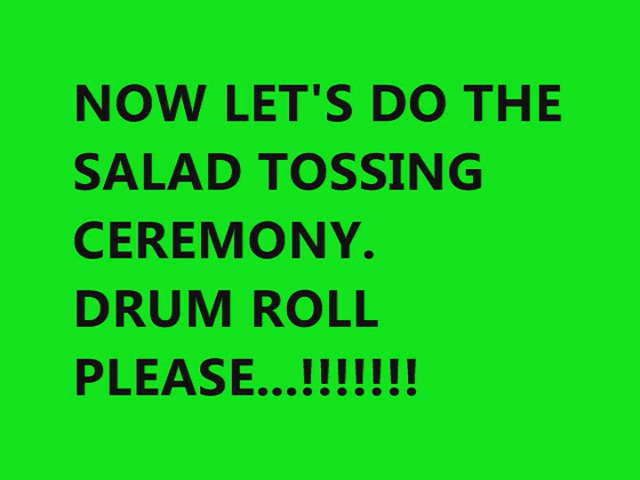 NOW LET'S DO THE
SALAD TOSSING
CEREMONY.
DRUM ROLL
PLEASE...!!!!!!!